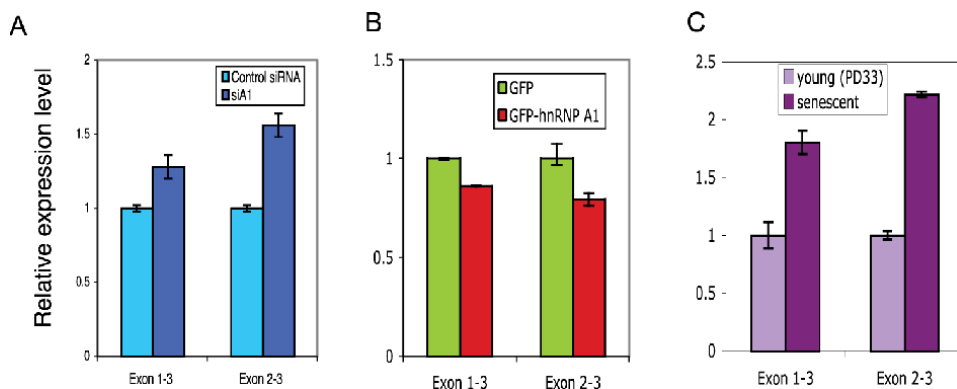 A
Relative expression level
2
1.5
1
0.5
0
Control siRNA
siA1
Exon 1-3
Exon 2-3
B
1.5
1
0.5
0
GFP
GFP-hnRNP A1
Exon 1-3
Exon 2-3
C
2.5
2
1.5
1
0.5
0
young (PD33)
senescent
Exon 1-3
Exon 2-3